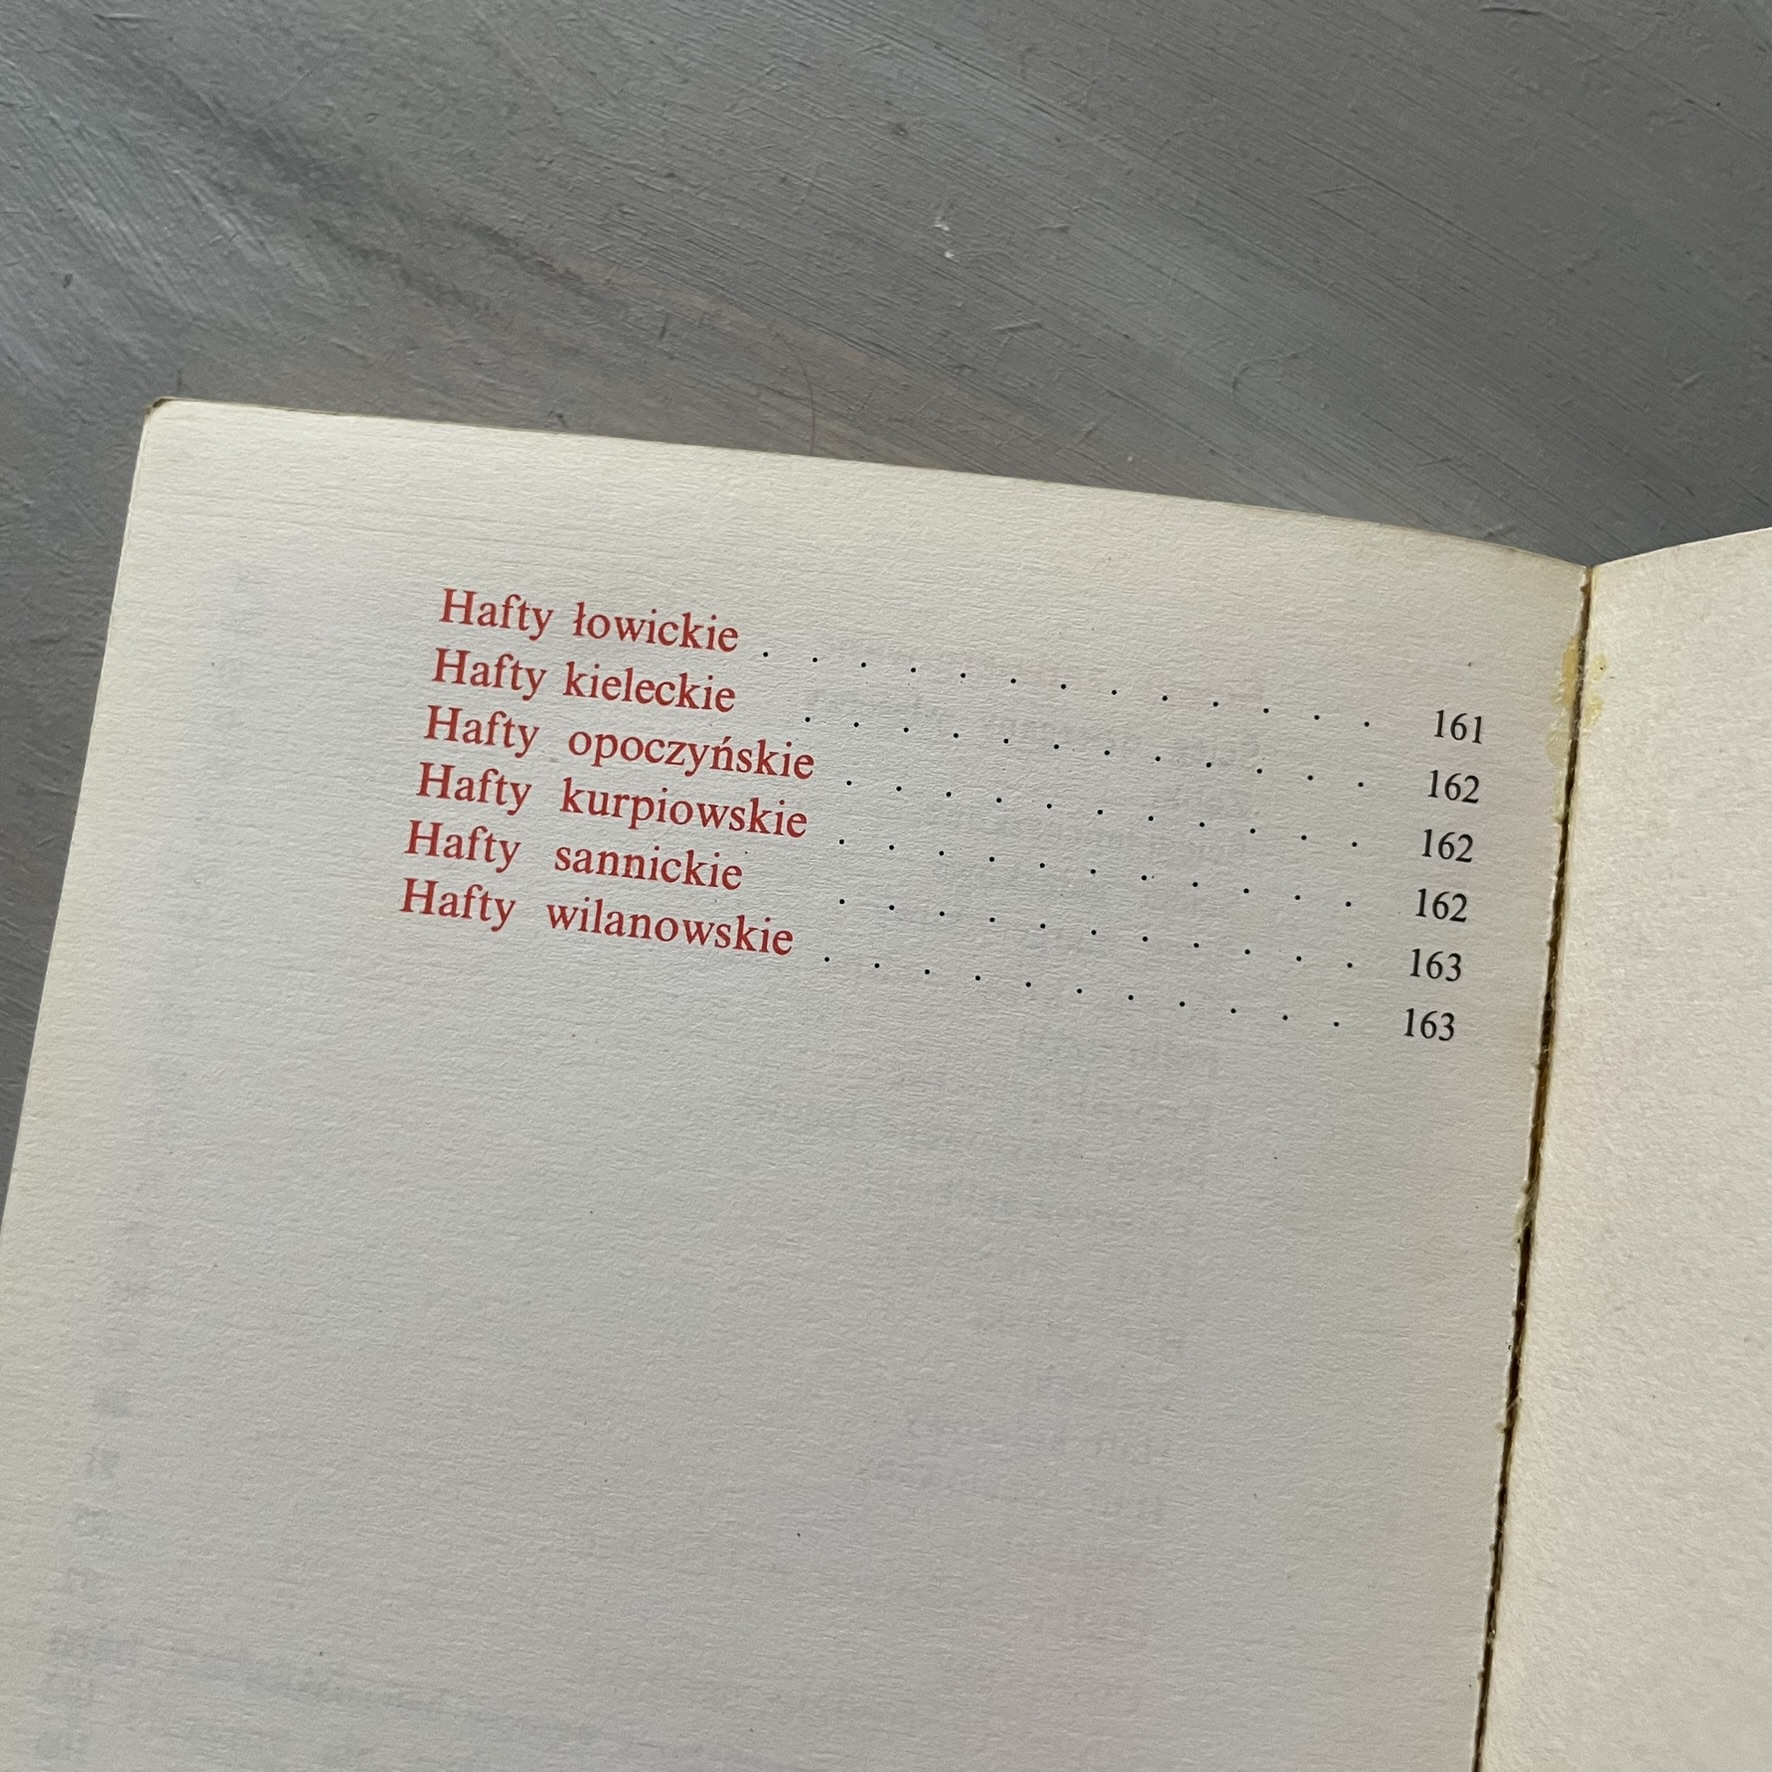 Hafty łowickie . . . . . . . . . . . . . 161
Hafty kieleckie . . . . . . . . . . . . 162
Hafty opoczyńskie . . . . . . . . . . . 162
Hafty kurpiowskie . . . . . . . . . . . 162
Hafty sannickie . . . . . . . . . . . 163
Hafty wilanowskie . . . . . . . . . . . 163